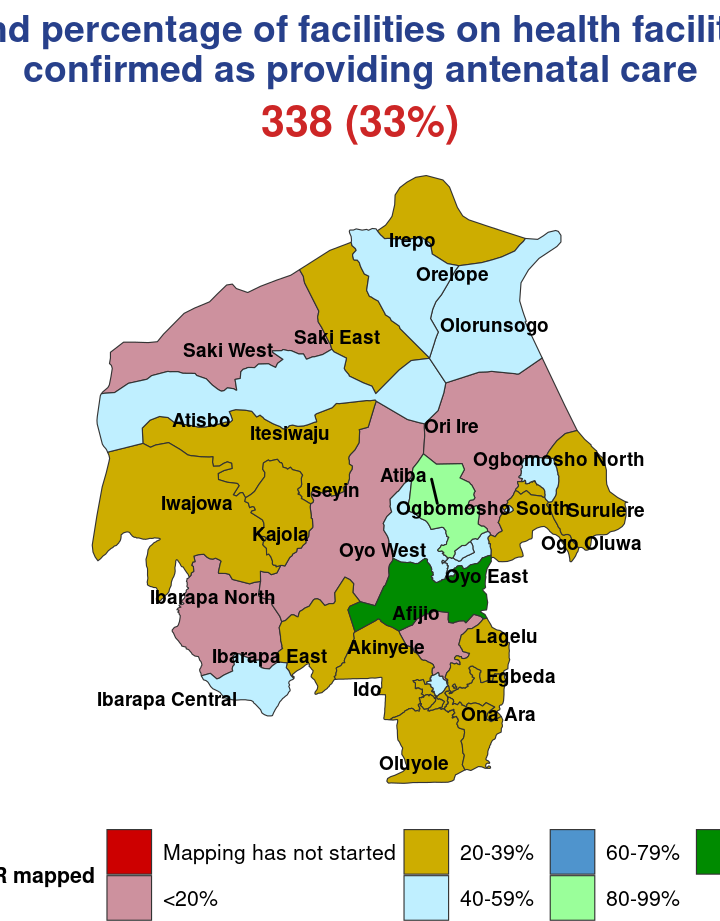 nd percentage of facilities on health facilit
confirmed as providing antenatal care
338 (33%)
Irepo
Orelope
Olorunsogo
Saki East
Saki West
Atisbo
Itesiwaju
Ori Ire
Ogbomosho North
Atiba
Iseyin
Iwajowa
Ogbomosho South
Surulere
Kajola
Oyo West
Ogo Oluwa
Oyo East
Ibarapa North
Afijio
Lagelu
Akinyele
Ibarapa East
Egbeda
Ido
Ibarapa Central
Ona Ara
Oluyole
R mapped
Mapping has not started
<20%
20-39%
40-59%
60-79%
80-99%